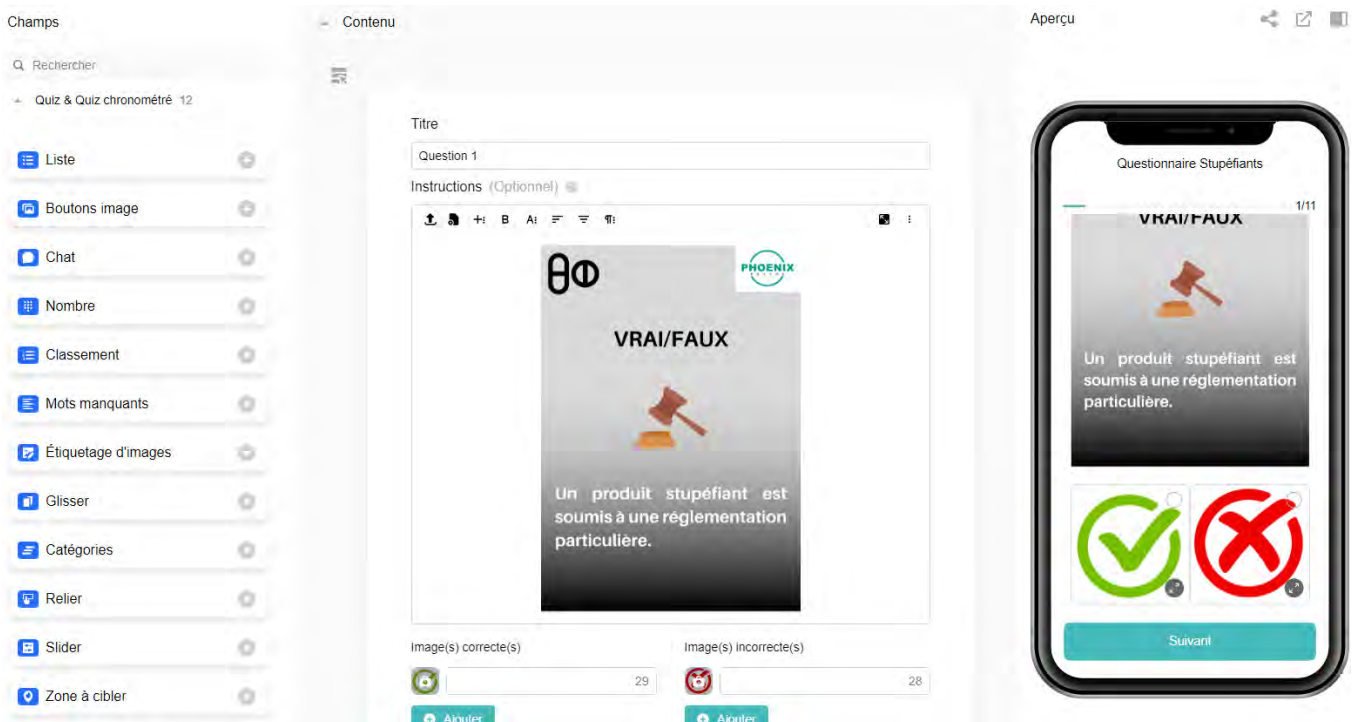 Champs
Rechercher
Quiz & Quiz chronométré 12
Liste
Boutons image
Chat
Nombre
Classement
Mots manquants
Étiquetage d'images
Glisser
Catégories
Relier
Slider
Zone à cibler
Contenu
Titre
Question 1
Instructions (Optionnel)
B A
PHOENIX
VRAI/FAUX
Un produit stupéfiant est
soumis à une réglementation
particulière.
Image(s) correcte(s)
29
Ajouter
Image(s) incorrecte(s)
28
Ajouter
Aperçu
Questionnaire Stupéfiants
1/11
VRAI/FAUX
Un produit stupéfiant est
soumis à une réglementation
particulière.
Suivant